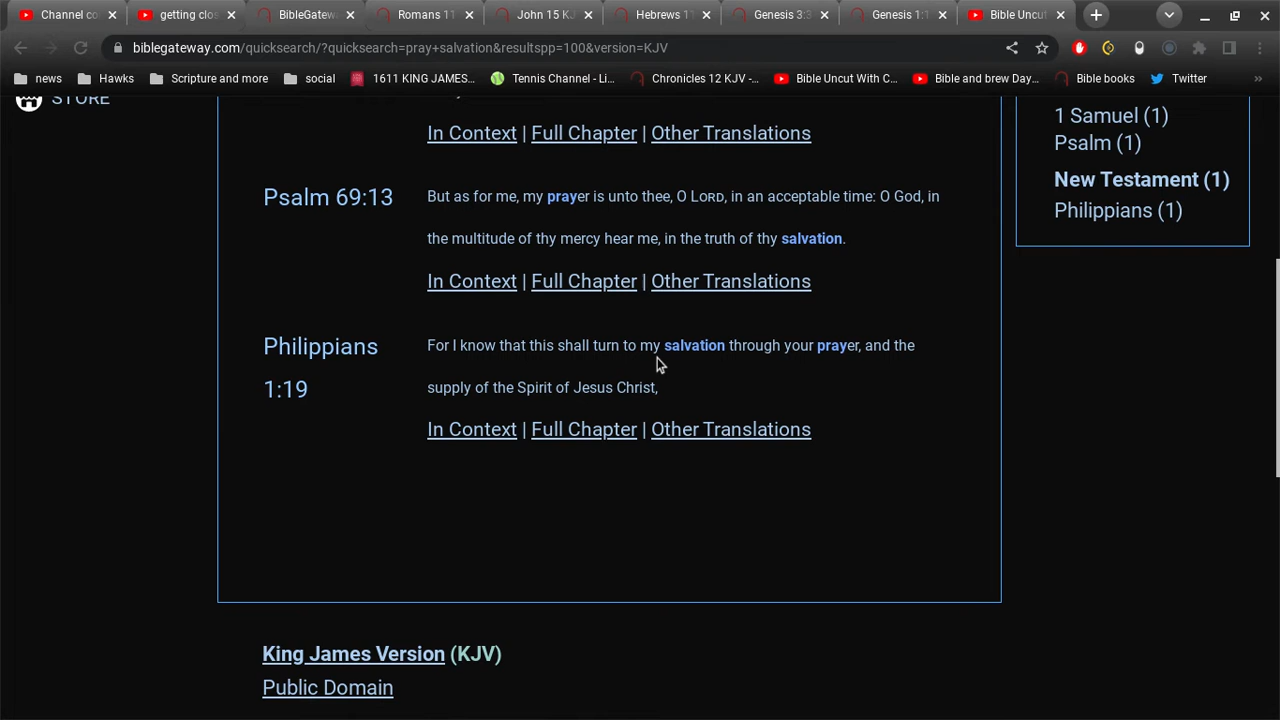 Channel co
getting clos
BibleGatew
Romans 11
John 15 KJ
Hebrews 11
Genesis 3:3
Genesis 1:1
Bible Uncut
biblegateway.com/quicksearch/?quicksearch=pray+salvation&resultspp=100&version=KJV
news
Hawks
Scripture and more
social
1611 KING JAMES...
Tennis Channel - Li...
Chronicles 12 KJV -...
Bible Uncut With C...
Bible and brew Day...
Bible books
Twitter
»
STORE
In Context | Full Chapter | Other Translations
Psalm 69:13
But as for me, my prayer is unto thee, O LORD, in an acceptable time: O God, in
the multitude of thy mercy hear me, in the truth of thy salvation.
In Context | Full Chapter | Other Translations
Philippians
1:19
For I know that this shall turn to my salvation through your prayer, and the
supply of the Spirit of Jesus Christ,
In Context | Full Chapter | Other Translations
1 Samuel (1)
Psalm (1)
New Testament (1)
Philippians (1)
King James Version (KJV)
Public Domain